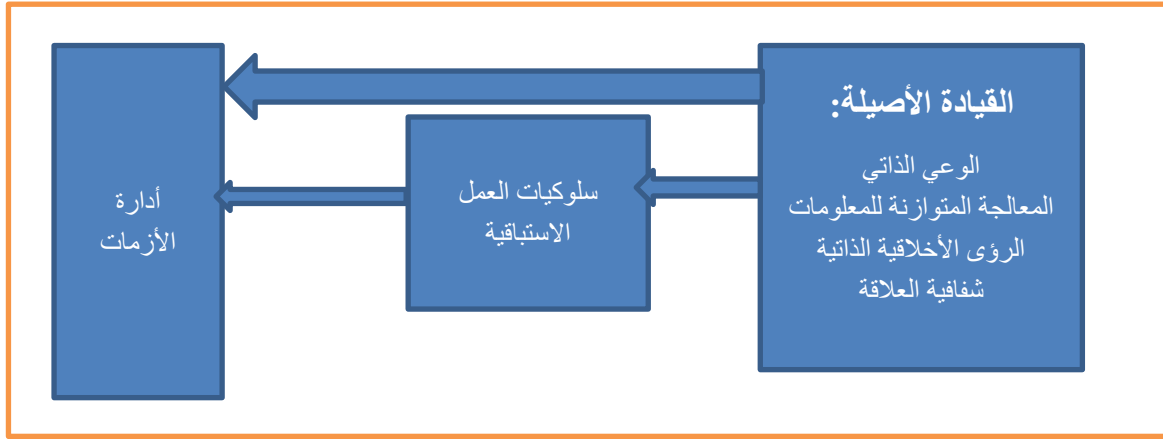 القيادة الأصيلة:
الوعي الذاتي
المعالجة المتوازنة للمعلومات
الرؤى الأخلاقية الذاتية
شفافية العلاقة
سلوكيات العمل
الاستباقية
أدارة
الأزمات